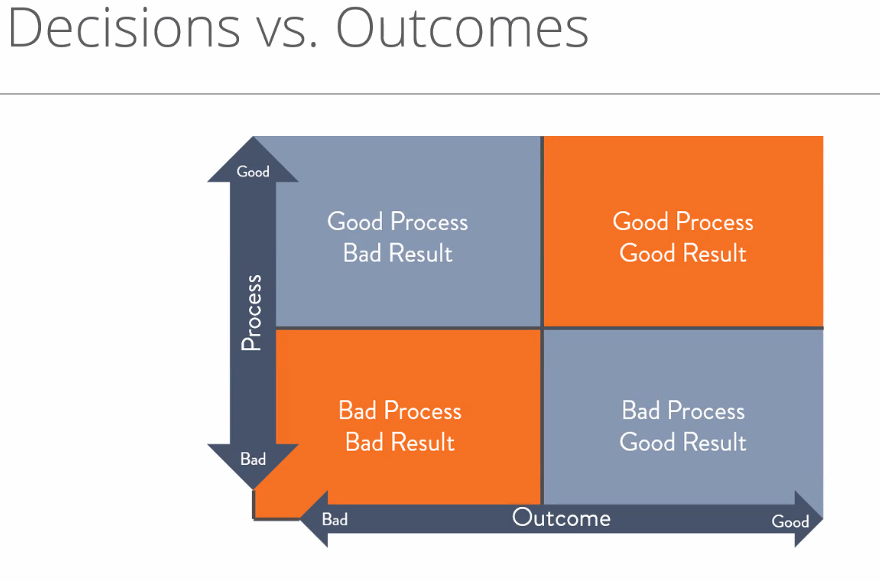 Decisions vs. Outcomes
Good
Good Process
Bad Result
Good Process
Good Result
Process
Bad Process
Bad Result
Bad Process
Good Result
Bad
Bad
Outcome
Good